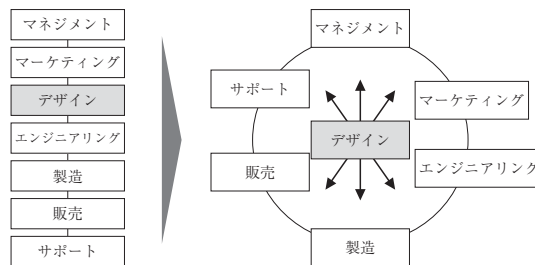 マネジメント
マーケティング
デザイン
エンジニアリング
製造
販売
サポート
マネジメント
サポート
マーケティング
デザイン
販売
エンジニアリング
製造